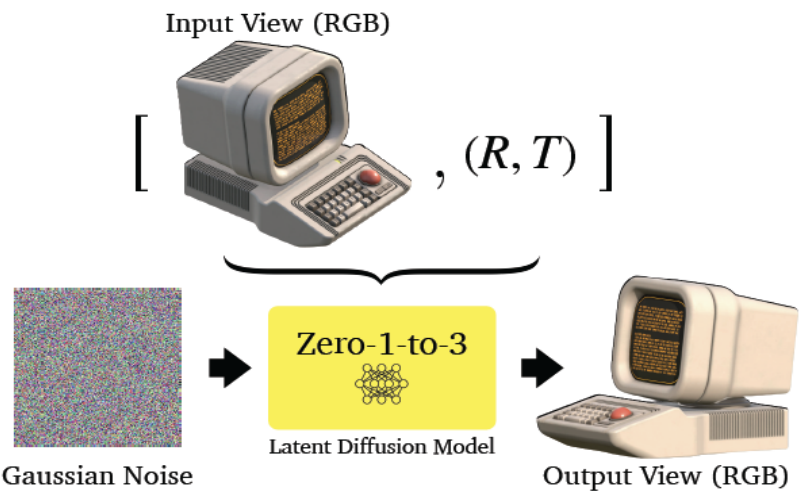 Input View (RGB)
[ , (R, T) ]
Zero-1-to-3
Latent Diffusion Model
Gaussian Noise
Output View (RGB)